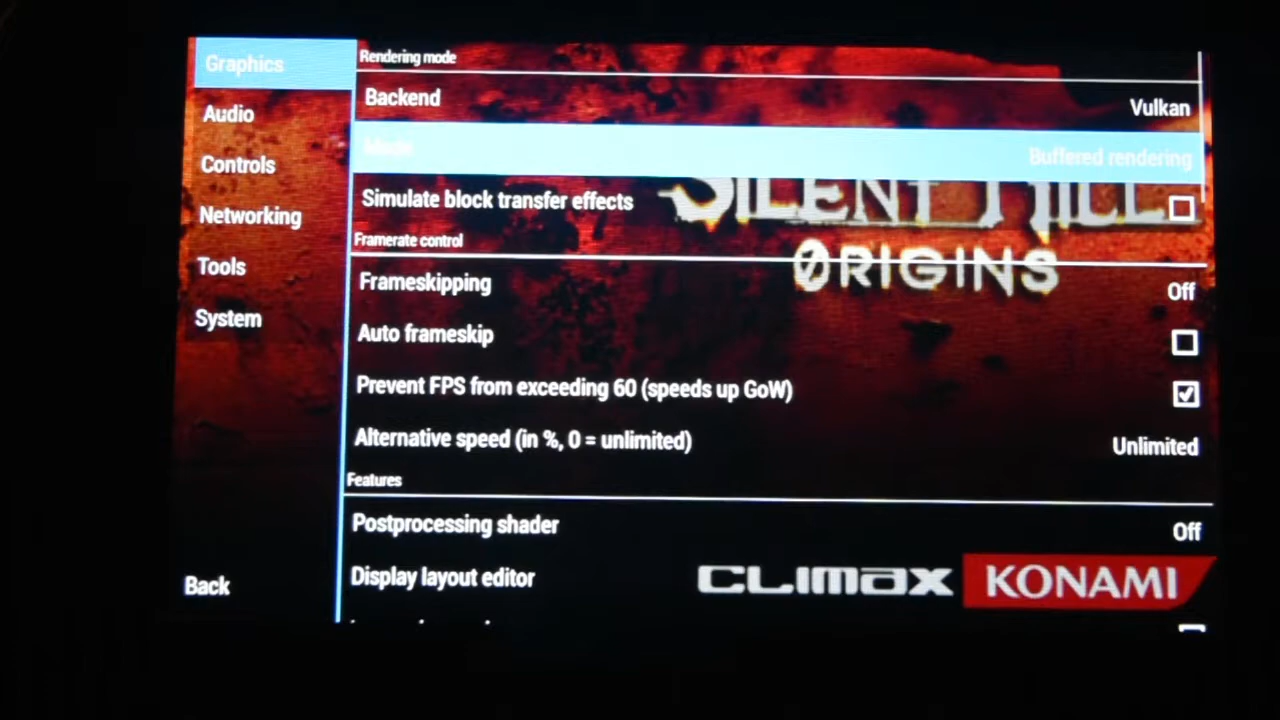 Graphics
Audio
Controls
Networking
Tools
System
Back
Rendering mode
Backend Vulkan
Mode Buffered rendering
Simulate block transfer effects
SILENT HILL
0RIGINS
Framerate control
Frameskipping Off
Auto frameskip
Prevent FPS from exceeding 60 (speeds up GoW)
Alternative speed (in %, 0 = unlimited) Unlimited
Features
Postprocessing shader Off
Display layout editor
CLIMAX KONAMI